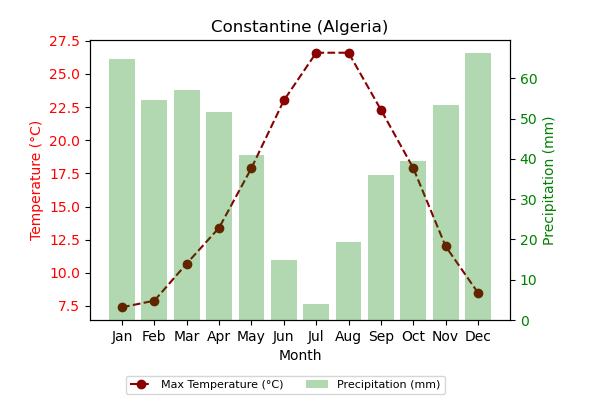 Constantine (Algeria)
27.5
25.0
22.5
20.0
17.5
15.0
12.5
10.0
7.5
Temperature (°C)
60
50
40
30
20
10
0
Precipitation (mm)
Jan Feb Mar Apr May Jun Jul Aug Sep Oct Nov Dec
Month
Max Temperature (°C) Precipitation (mm)